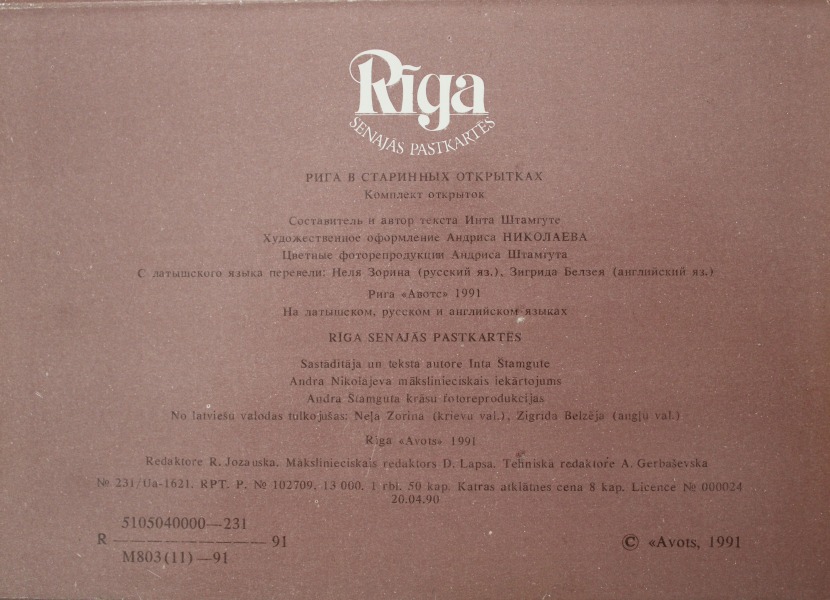 Rīga
SENAJĀS PASTKARTĒS
РИГА В СТАРИННЫХ ОТКРЫТКАХ
Комплект открыток
Составитель и автор текста Инта Штамгуте
Художественное оформление Андриса НИКОЛАЕВА
Цветные фоторепродукции Андриса Штамгута
С латышского языка перевели: Неля Зорина (русский яз.), Зигрида Белзея (английский яз.)
Рига «Авотс» 1991
На латышском, русском и английском языках
RĪGA SENAJĀS PASTKARTĒS
Sastādītāja un teksta autore Inta Štamgute
Andra Nikolajeva mākslinieciskais iekārtojums
Andra Štamguta krāsu fotoreprodukcijas
No latviešu valodas tulkojušas: Neļa Zorina (krievu val.), Zigrīda Belzēja (angļu val.)
Rīga «Avots» 1991
Redaktore R. Jozauska. Mākslinieciskais redaktors D. Lapsa. Tehniskā redaktore A. Gerbaševska
№ 231/Ua-1621. RPT. P. № 102709. 13 000. 1 rbļ. 50 kap. Katras atklātnes cena 8 kap. Licence № 000024
20.04.90
5105040000—231
R —————————— 91
M803(11)—91
© «Avots, 1991